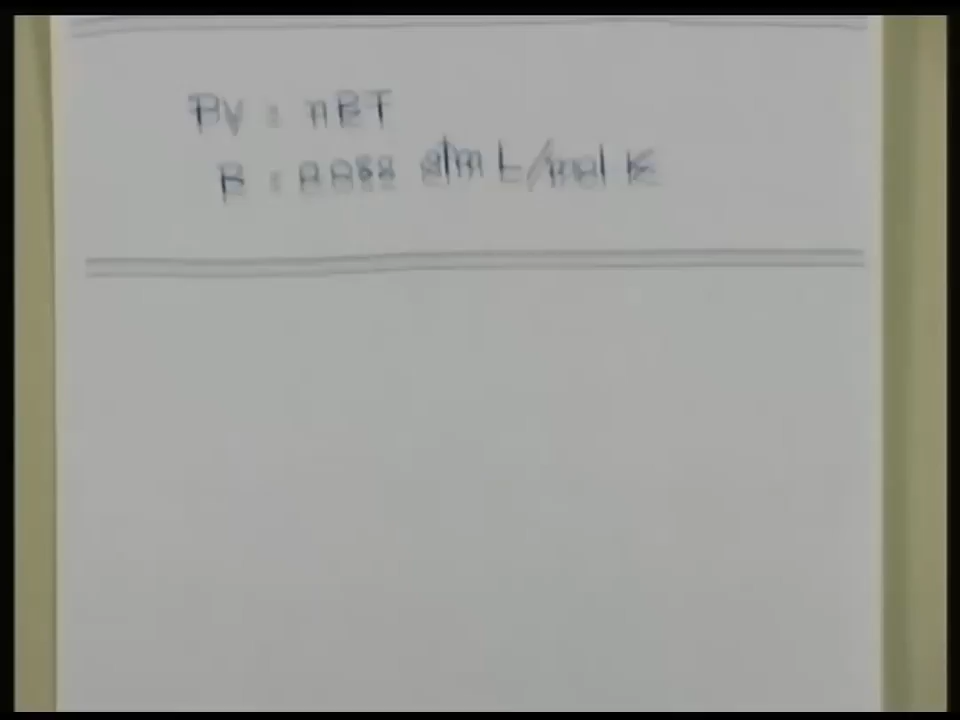 PV = nRT
R = atm L/mol K